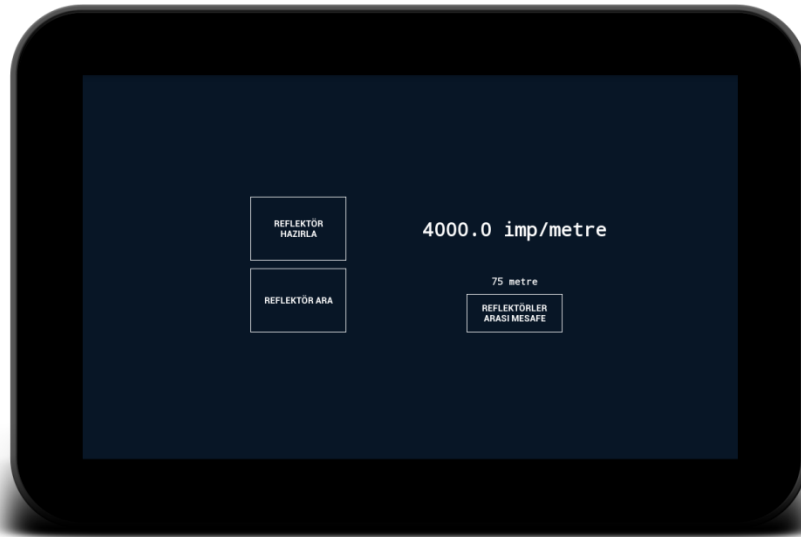 REFLEKTÖR
HAZIRLA
4000.0 imp/metre
REFLEKTÖR ARA
75 metre
REFLEKTÖRLER
ARASI MESAFE